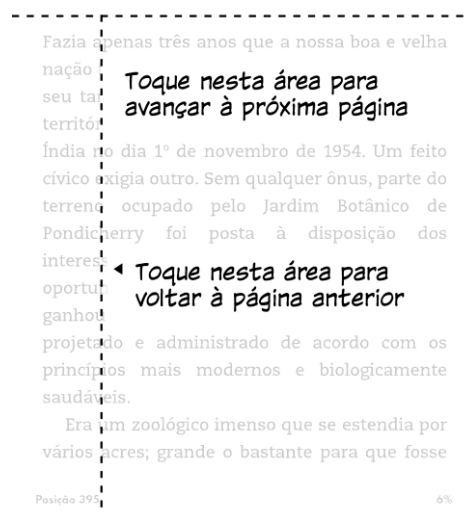 Fazia apenas três anos que a nossa boa e velha
nação
Toque nesta área para
seu
avançar à próxima página
Índia no dia 1º de novembro de 1954. Um feito
cívico exigia outro. Sem qualquer ônus, parte do
terreno ocupado pelo Jardim Botânico de
Pondicherry foi posta à disposição dos
Toque nesta área para
voltar à página anterior
ganhou
projetado e administrado de acordo com os
princípios mais modernos e biologicamente
saudáveis.
Era um zoológico imenso que se estendia por
vários acres; grande o bastante para que fosse
Posição 395
6%